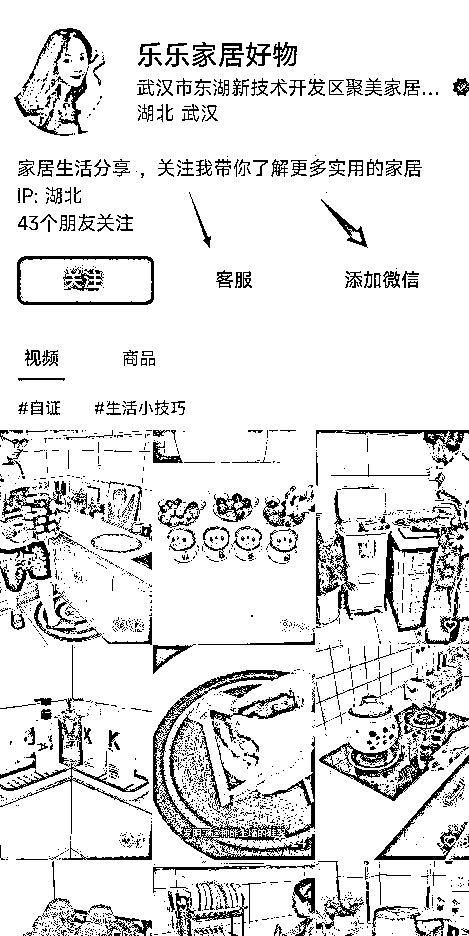 乐乐家居好物
武汉市东湖新技术开发区聚美家居...
湖北 武汉
家居生活分享 ，关注我带你了解更多实用的家居
IP: 湖北
43个朋友关注
关注
客服
添加微信
视频
商品
#自证
#生活小技巧
K